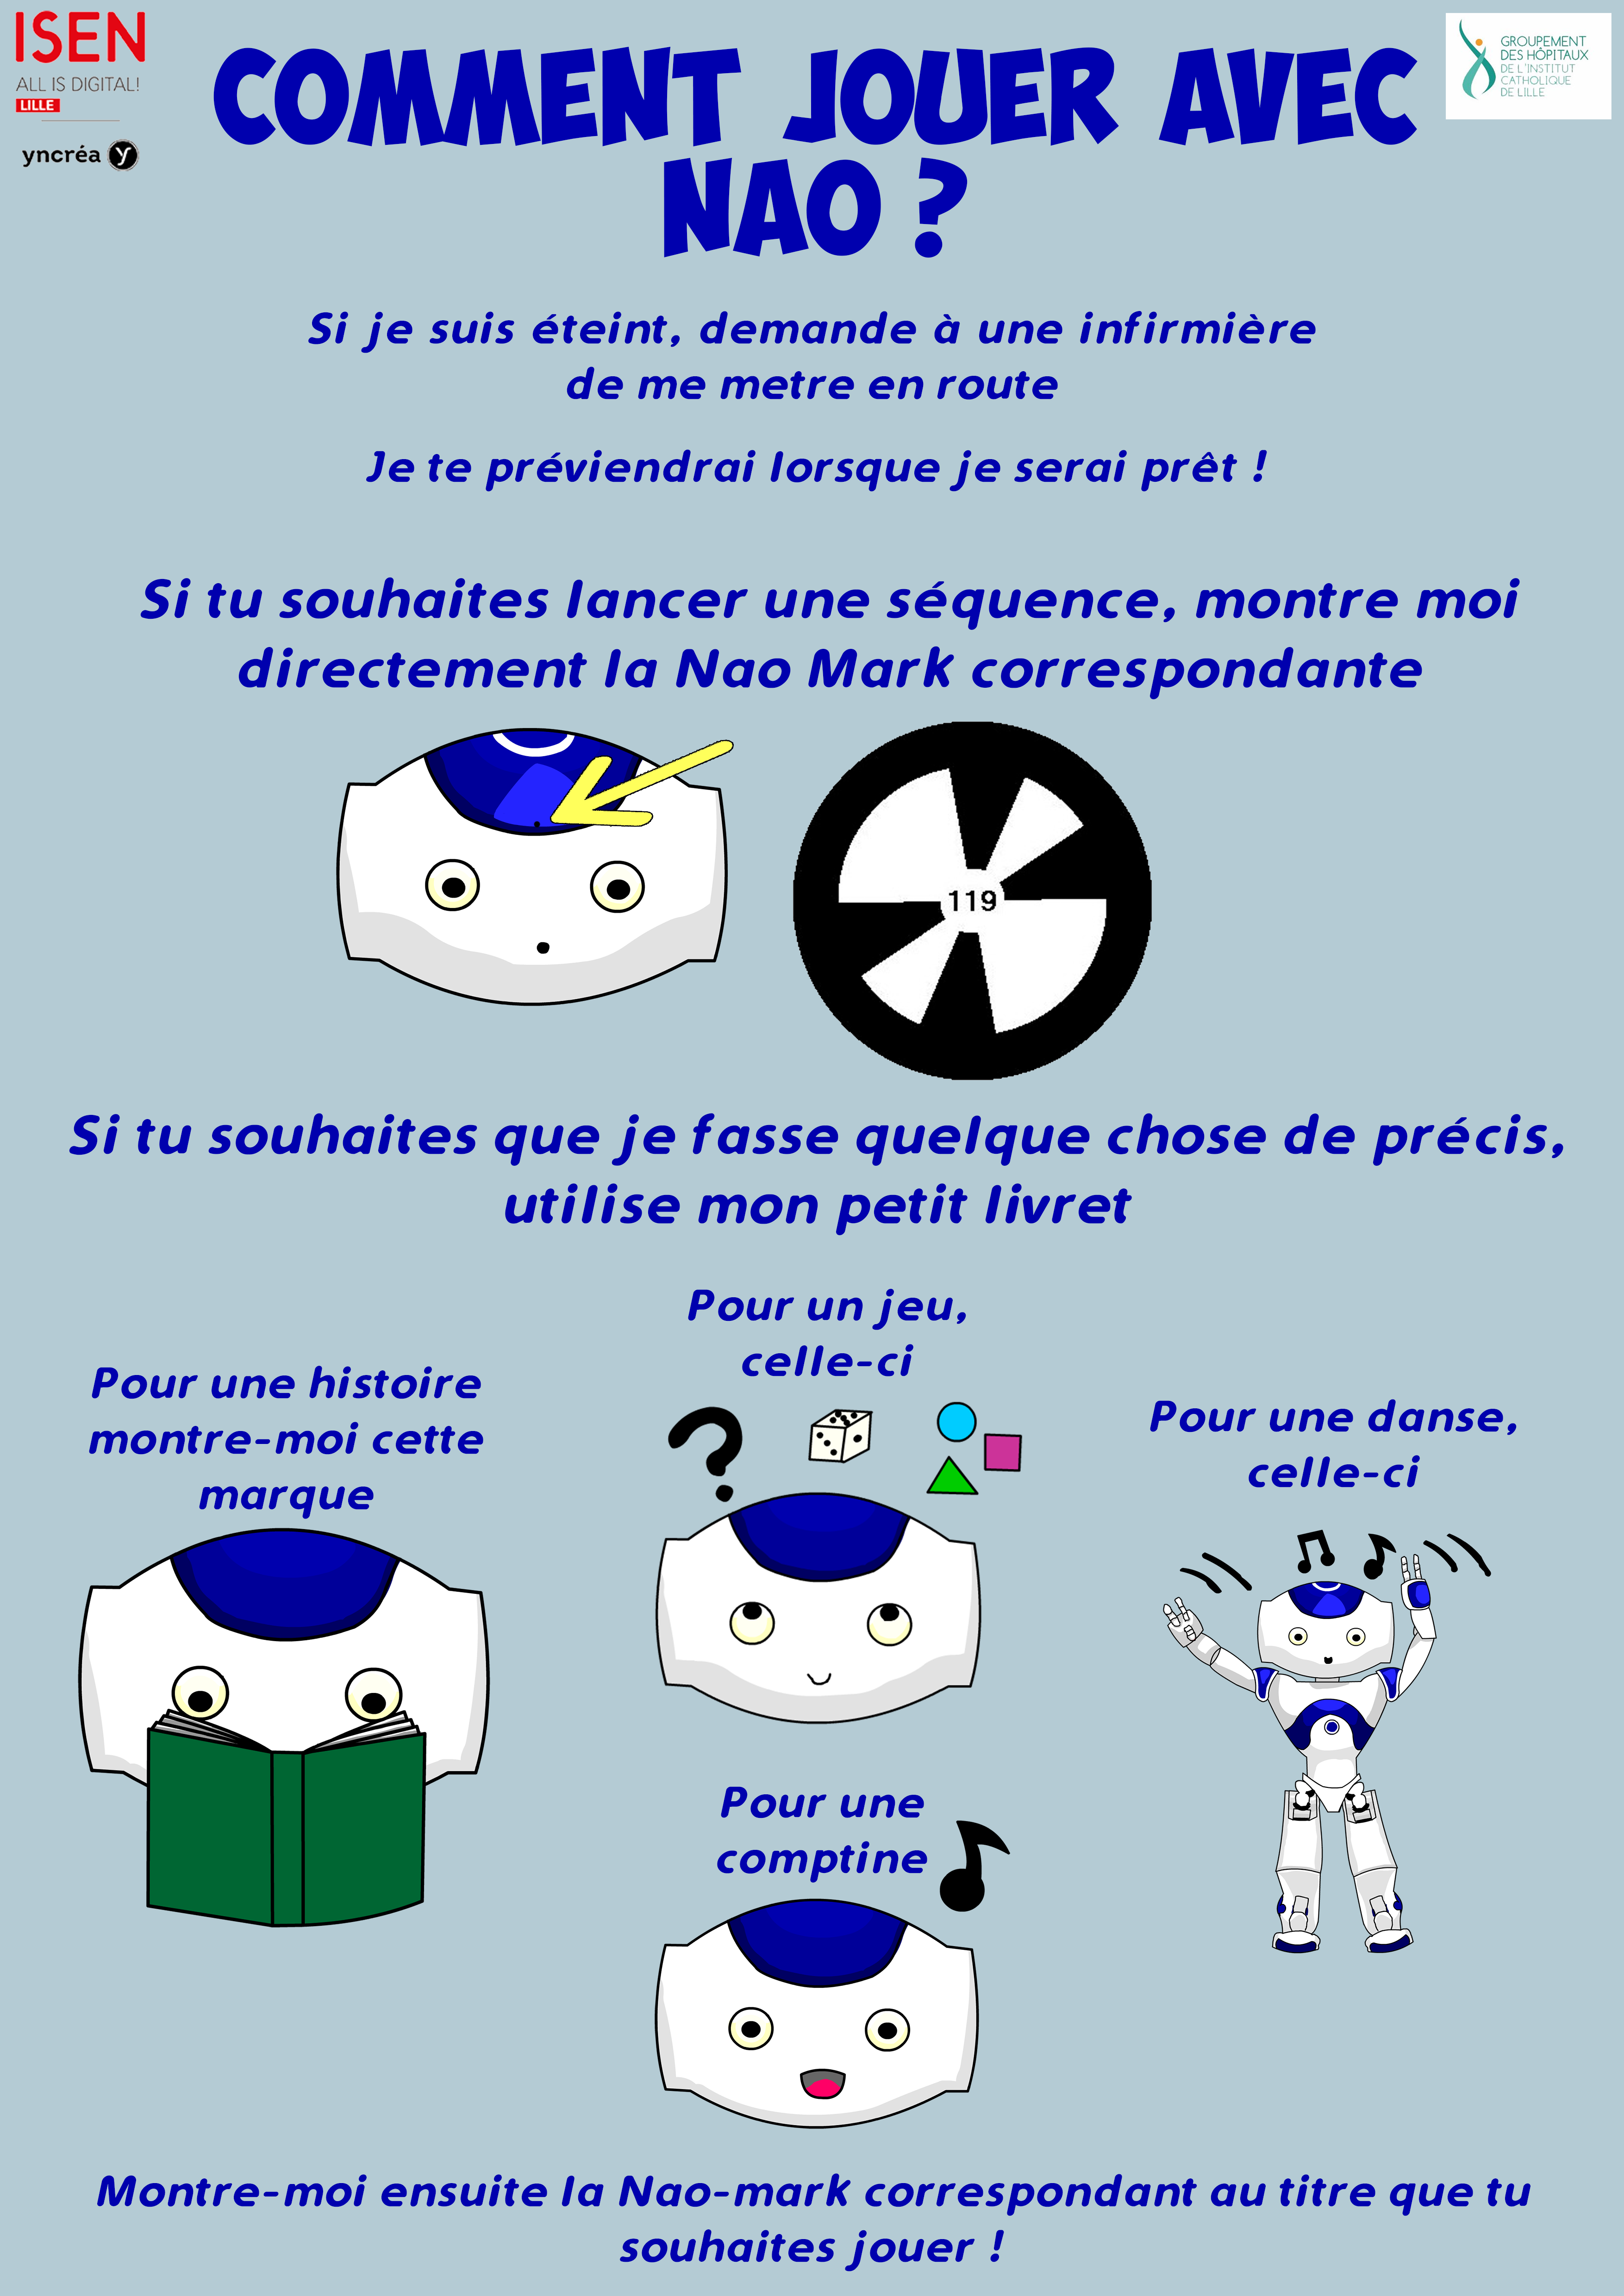 ISEN
ALL IS DIGITAL!
LILLE
yncréa
GROUPEMENT
DES HÔPITAUX
DE L'INSTITUT
CATHOLIQUE
DE LILLE
COMMENT JOUER AVEC
NAO ?
Si je suis éteint, demande à une infirmière
de me metre en route
Je te préviendrai lorsque je serai prêt !
Si tu souhaites lancer une séquence, montre moi
directement la Nao Mark correspondante
119
Si tu souhaites que je fasse quelque chose de précis,
utilise mon petit livret
Pour une histoire
montre-moi cette
marque
Pour un jeu,
celle-ci
Pour une danse,
celle-ci
Pour une
comptine
Montre-moi ensuite la Nao-mark correspondant au titre que tu
souhaites jouer !